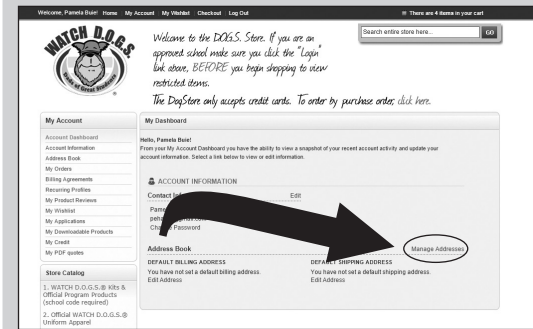 Welcome, Pamela Buie! Home My Account My Wishlist Checkout Log Out
There are 4 items in your cart
Search entire store here... GO
WATCH D.O.G.S.
Dads of Great Students
®
Welcome to the D.O.G.S. Store. If you are an
approved school make sure you click the "Login"
link above, BEFORE you begin shopping to view
restricted items.
The DogStore only accepts credit cards. To order by purchase order, click here.
My Account
Account Dashboard
Account Information
Address Book
My Orders
Billing Agreements
Recurring Profiles
My Product Reviews
My Wishlist
My Applications
My Downloadable Products
My Credit
My PDF quotes
Store Catalog
1. WATCH D.O.G.S.® Kits &
Official Program Products
(school code required)
2. Official WATCH D.O.G.S.®
Uniform Apparel
My Dashboard
Hello, Pamela Buie!
From your My Account Dashboard you have the ability to view a snapshot of your recent account activity and update your
account information. Select a link below to view or edit information.
ACCOUNT INFORMATION
Contact Edit
Password
Address Book
Manage Addresses
DEFAULT BILLING ADDRESS
You have not set a default billing address.
Edit Address
DEFAULT SHIPPING ADDRESS
You have not set a default shipping address.
Edit Address